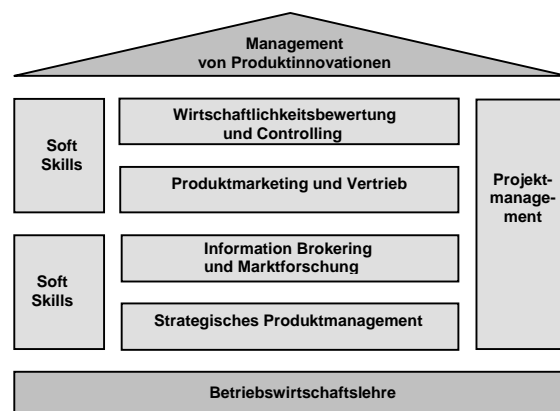 Management
von Produktinnovationen
Soft
Skills
Wirtschaftlichkeitsbewertung
und Controlling
Produktmarketing und Vertrieb
Projekt-
manage-
ment
Soft
Skills
Information Brokering
und Marktforschung
Strategisches Produktmanagement
Betriebswirtschaftslehre